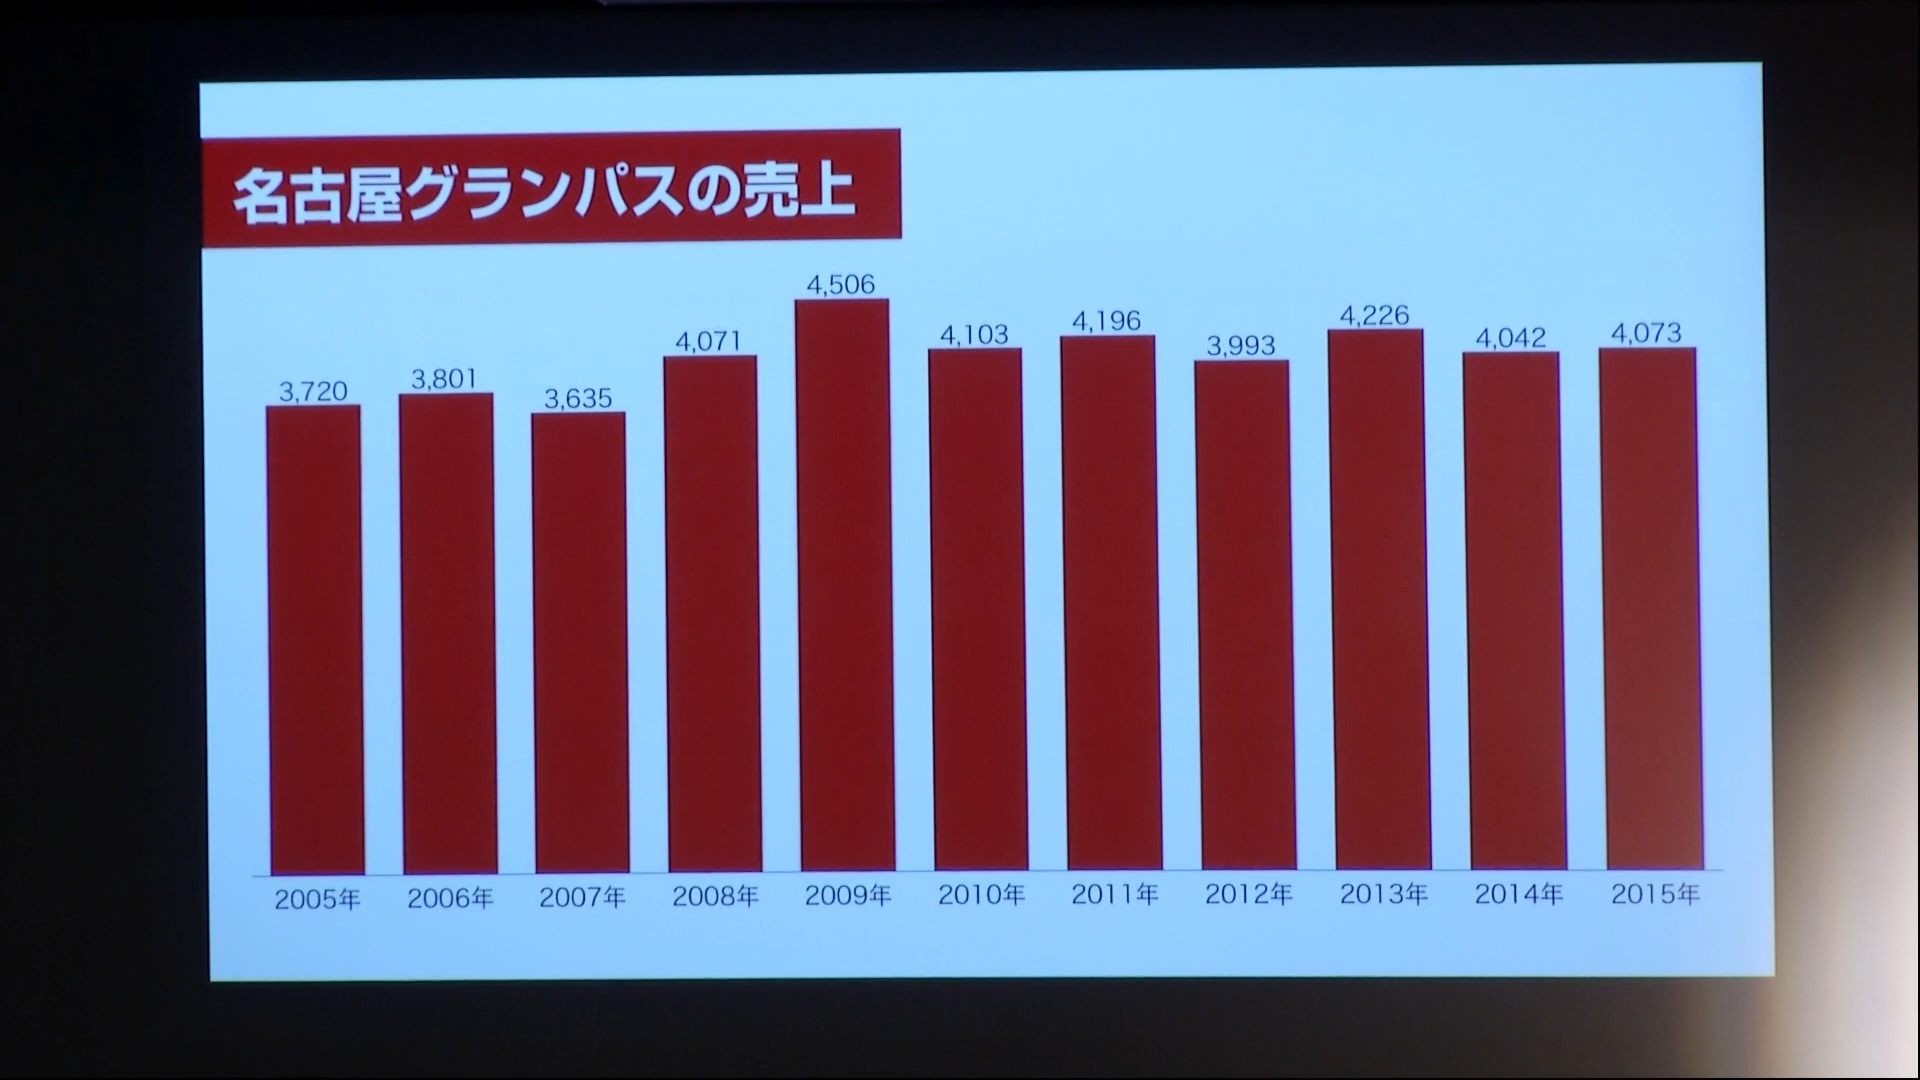 名古屋グランパスの売上
3,720 3,801 3,635 4,071 4,506 4,103 4,196 3,993 4,226 4,042 4,073
2005年 2006年 2007年 2008年 2009年 2010年 2011年 2012年 2013年 2014年 2015年